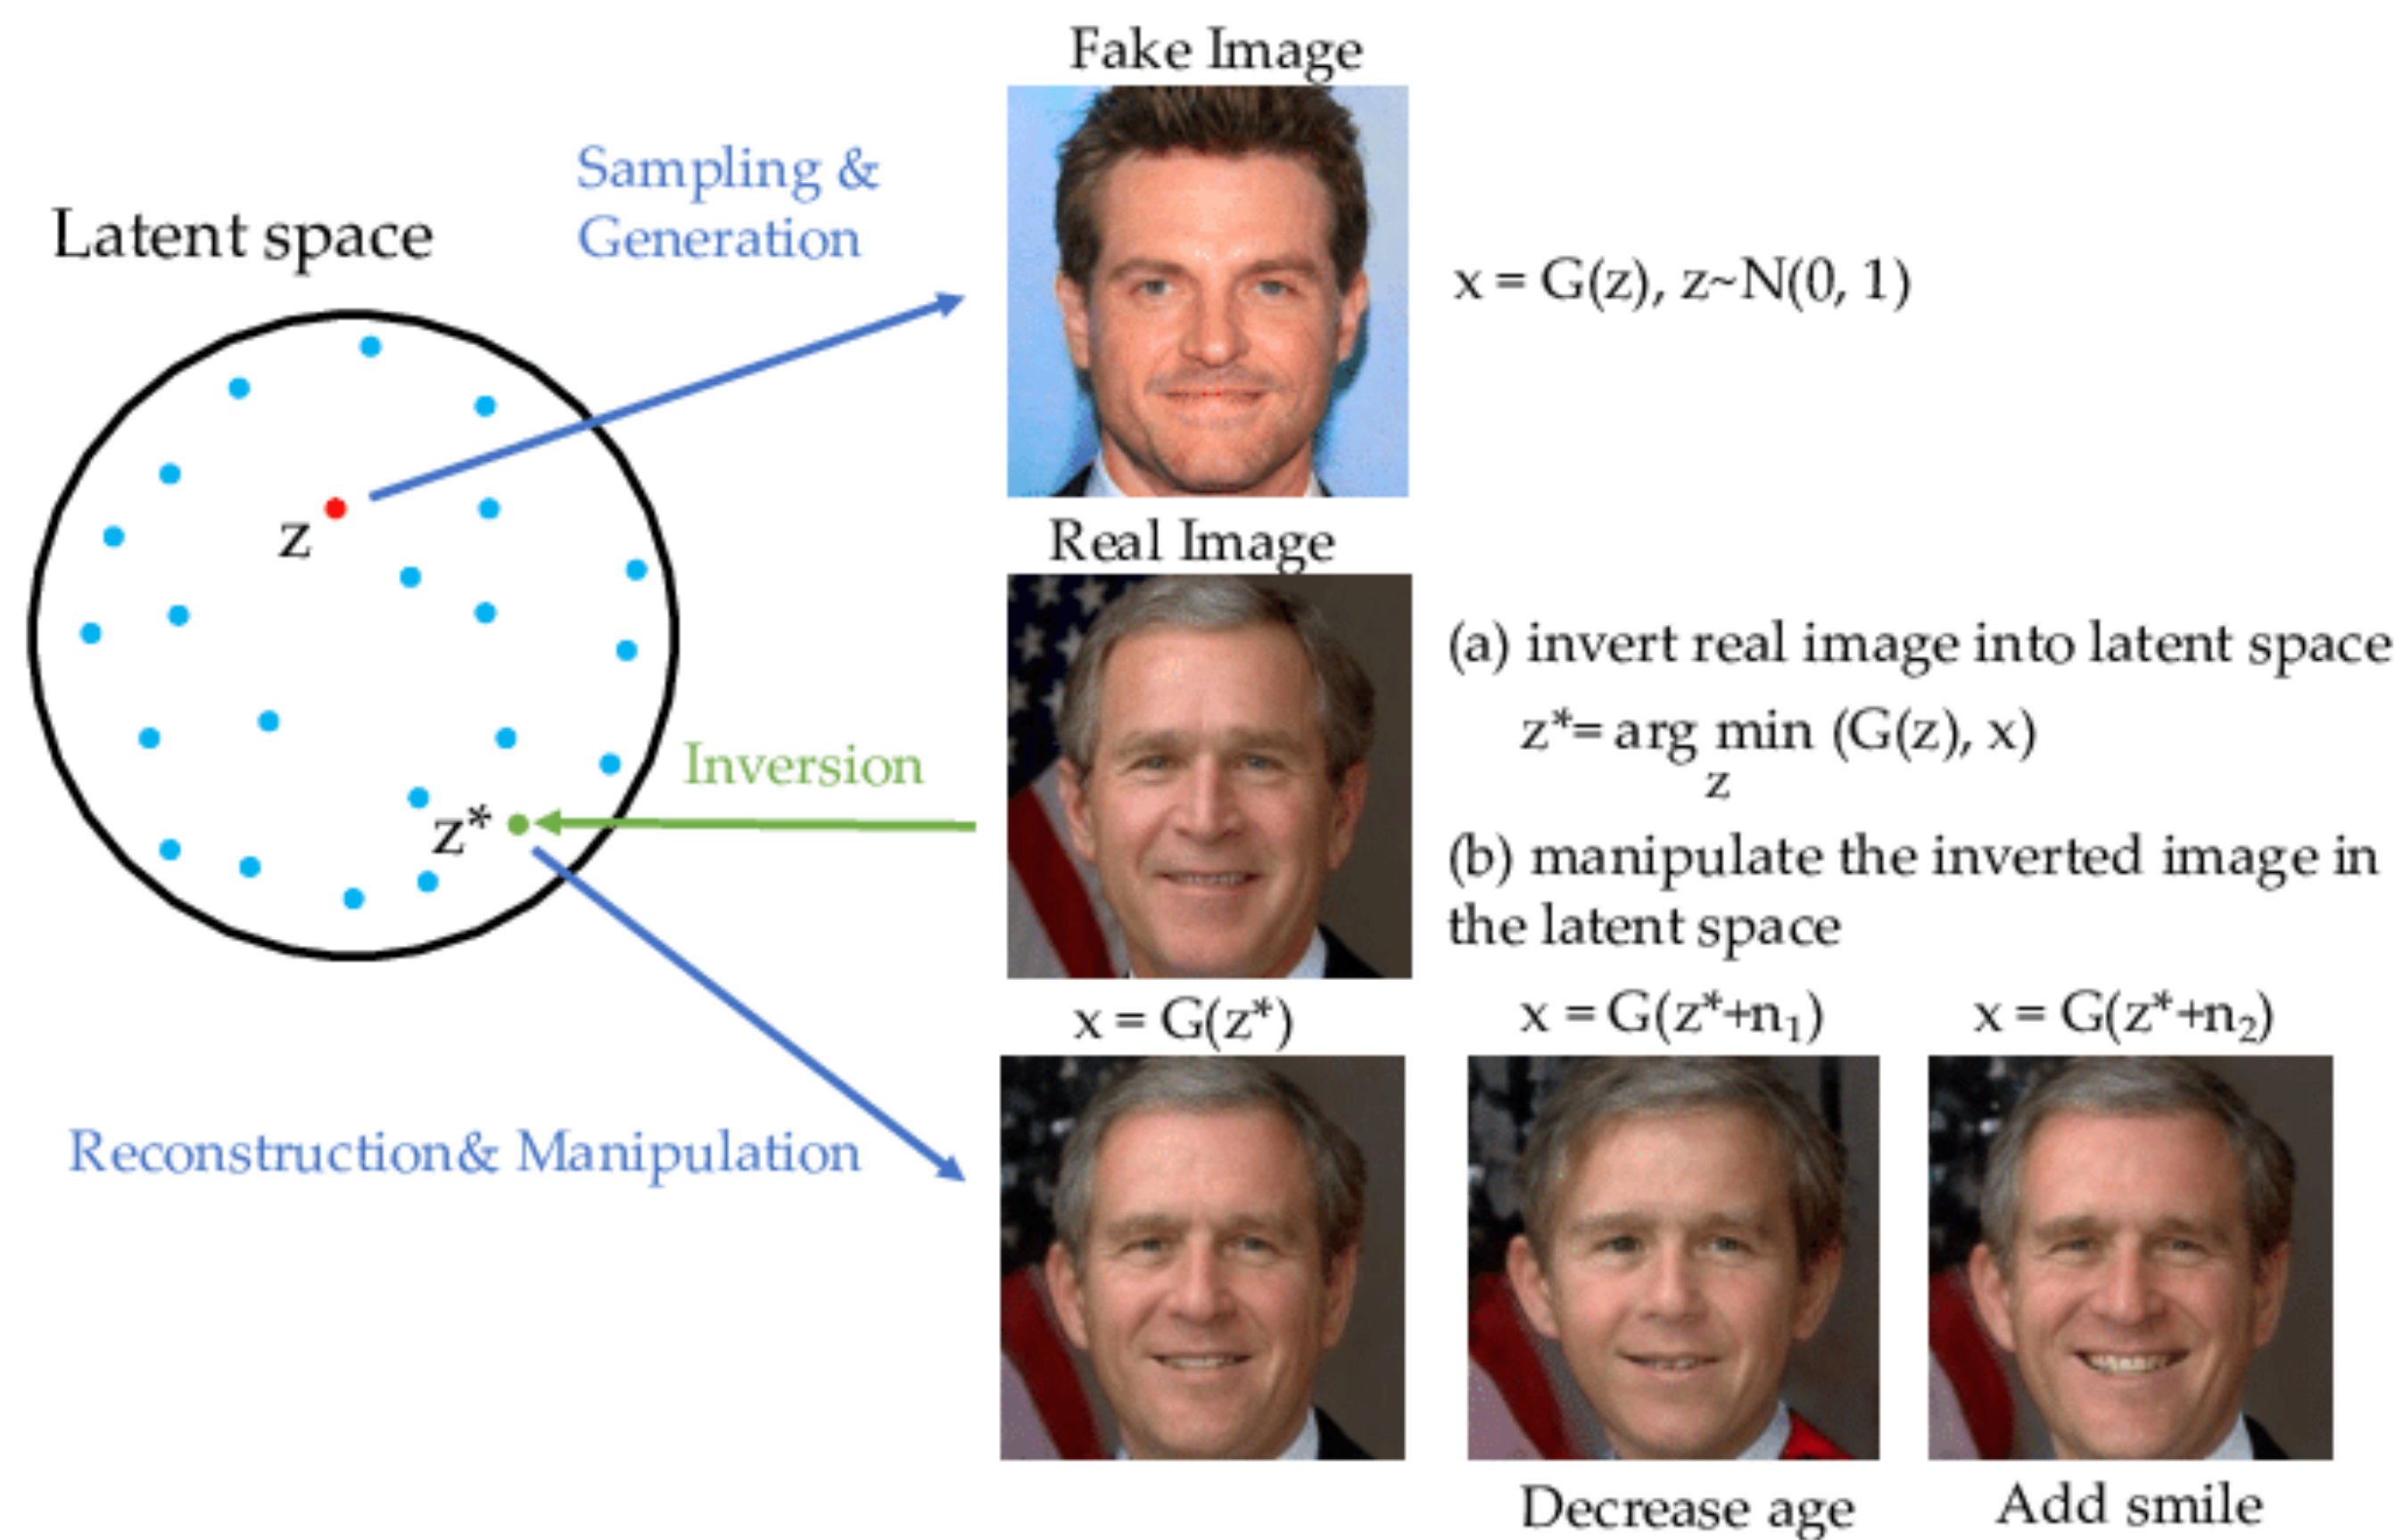 Fake Image
Sampling &
Generation
Latent space
x = G(z), z~N(0, 1)
z
Real Image
(a) invert real image into latent space
z*= arg min (G(z), x)
z
Inversion
z*
(b) manipulate the inverted image in
the latent space
x = G(z*)
x = G(z*+n₁)
x = G(z*+n₂)
Reconstruction& Manipulation
Decrease age
Add smile